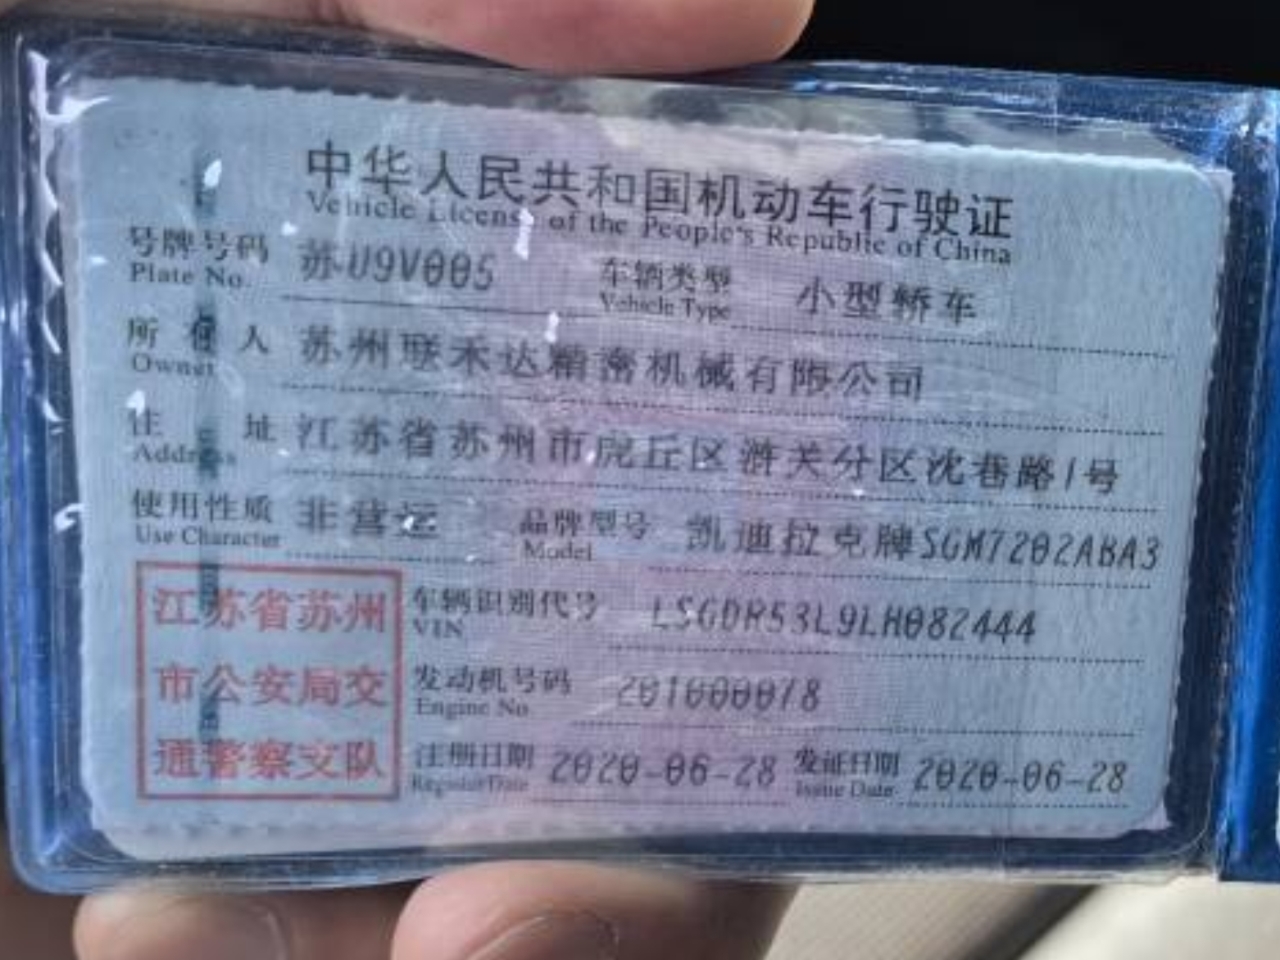 中华人民共和国机动车行驶证
Vehicle License of the People's Republic of China
号牌号码 苏U9V005 车辆类型 小型轿车
Plate No. Vehicle Type
所有人 苏州联禾达精密机械有限公司
Owner
住址 江苏省苏州市虎丘区浒关分区沈巷路1号
Address
使用性质 非营运 品牌型号 凯迪拉克牌SGM7202ABA3
Use Character Model
江苏省苏州
市公安局交
通警察支队
车辆识别代号 LSGDR53L9LH082444
VIN
发动机号码 201000078
Engine No.
注册日期 2020-06-28 发证日期 2020-06-28
Register Date Issue Date